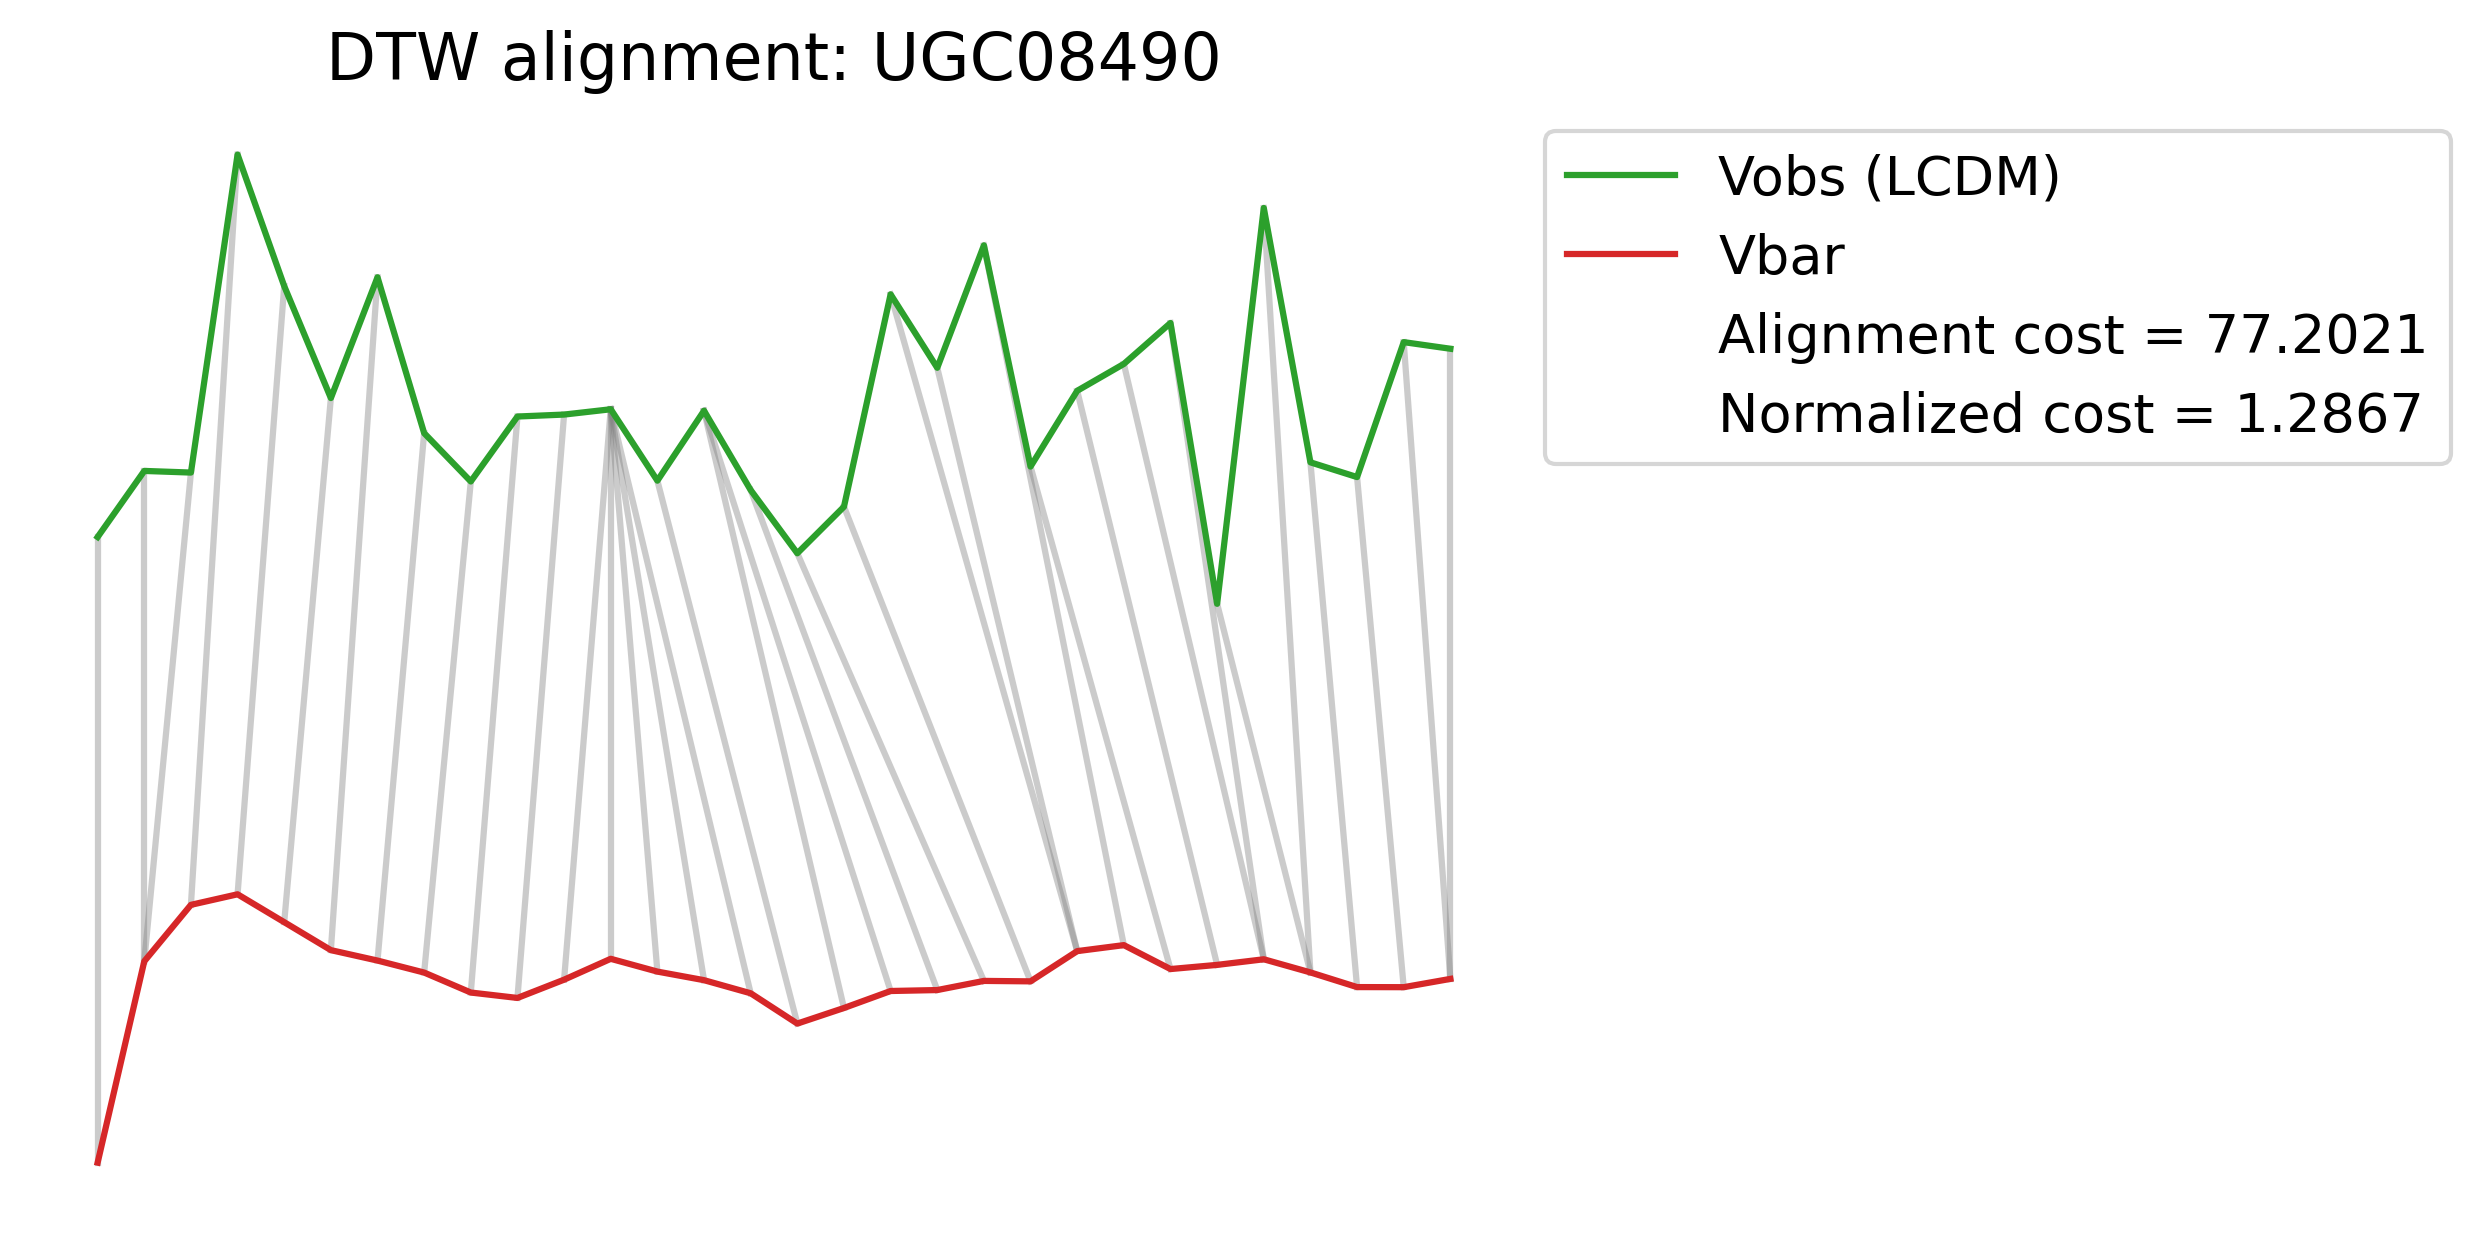 DTW alignment: UGC08490
Vobs (LCDM)
Vbar
Alignment cost = 77.2021
Normalized cost = 1.2867